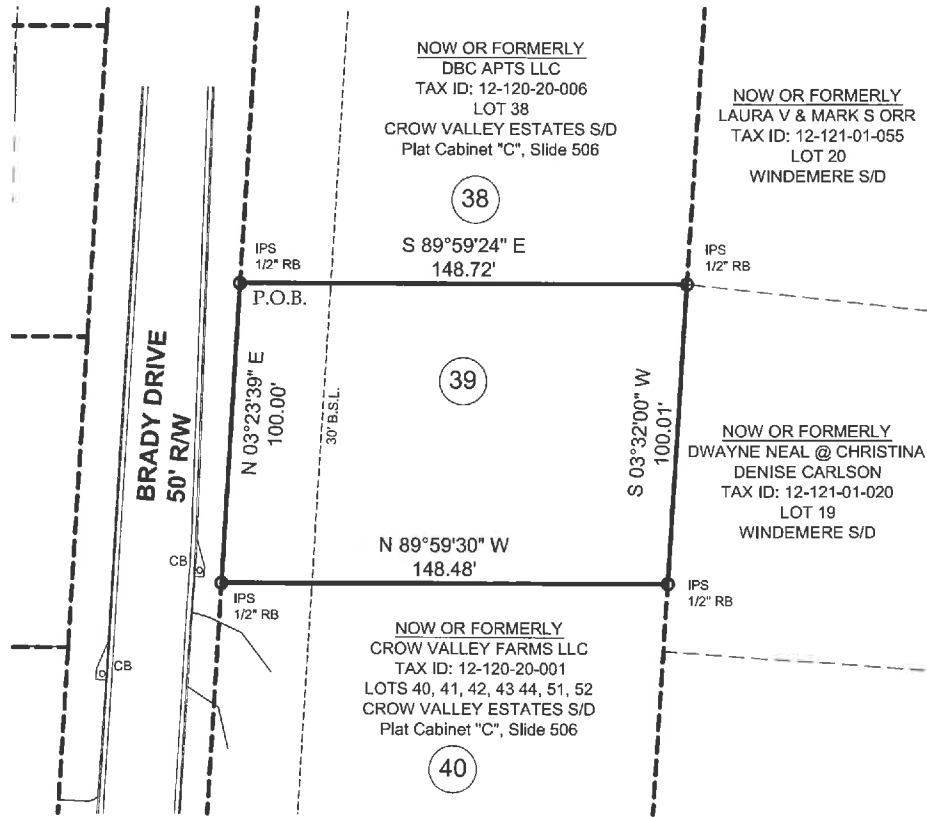 NOW OR FORMERLY
DBC APTS LLC
TAX ID: 12-120-20-006
LOT 38
CROW VALLEY ESTATES S/D
Plat Cabinet "C", Slide 506
38
NOW OR FORMERLY
LAURA V & MARK S ORR
TAX ID: 12-121-01-055
LOT 20
WINDEMERE S/D
IPS
1/2" RB
S 89°59'24" E
148.72'
IPS
1/2" RB
P.O.B.
BRADY DRIVE
50' R/W
N 03°23'39" E
100.00'
30' B.S.L.
39
S 03°32'00" W
100.01'
NOW OR FORMERLY
DWAYNE NEAL @ CHRISTINA
DENISE CARLSON
TAX ID: 12-121-01-020
LOT 19
WINDEMERE S/D
N 89°59'30" W
148.48'
CB
IPS
1/2" RB
IPS
1/2" RB
CB
NOW OR FORMERLY
CROW VALLEY FARMS LLC
TAX ID: 12-120-20-001
LOTS 40, 41, 42, 43 44, 51, 52
CROW VALLEY ESTATES S/D
Plat Cabinet "C", Slide 506
40